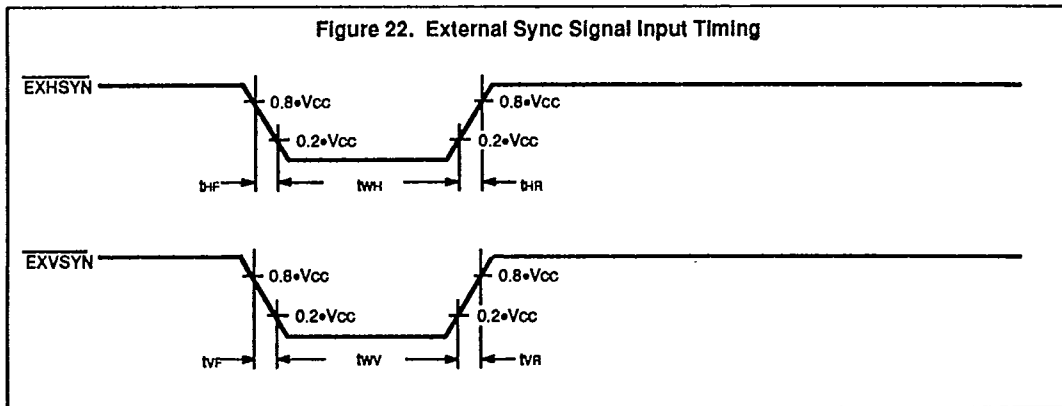 Figure 22. External Sync Signal Input Timing
EXHSYN
0.8•Vcc 0.8•Vcc
0.2•Vcc 0.2•Vcc
tHF tWH tHR
EXVSYN
0.8•Vcc 0.8•Vcc
0.2•Vcc 0.2•Vcc
tVF tWV tVR